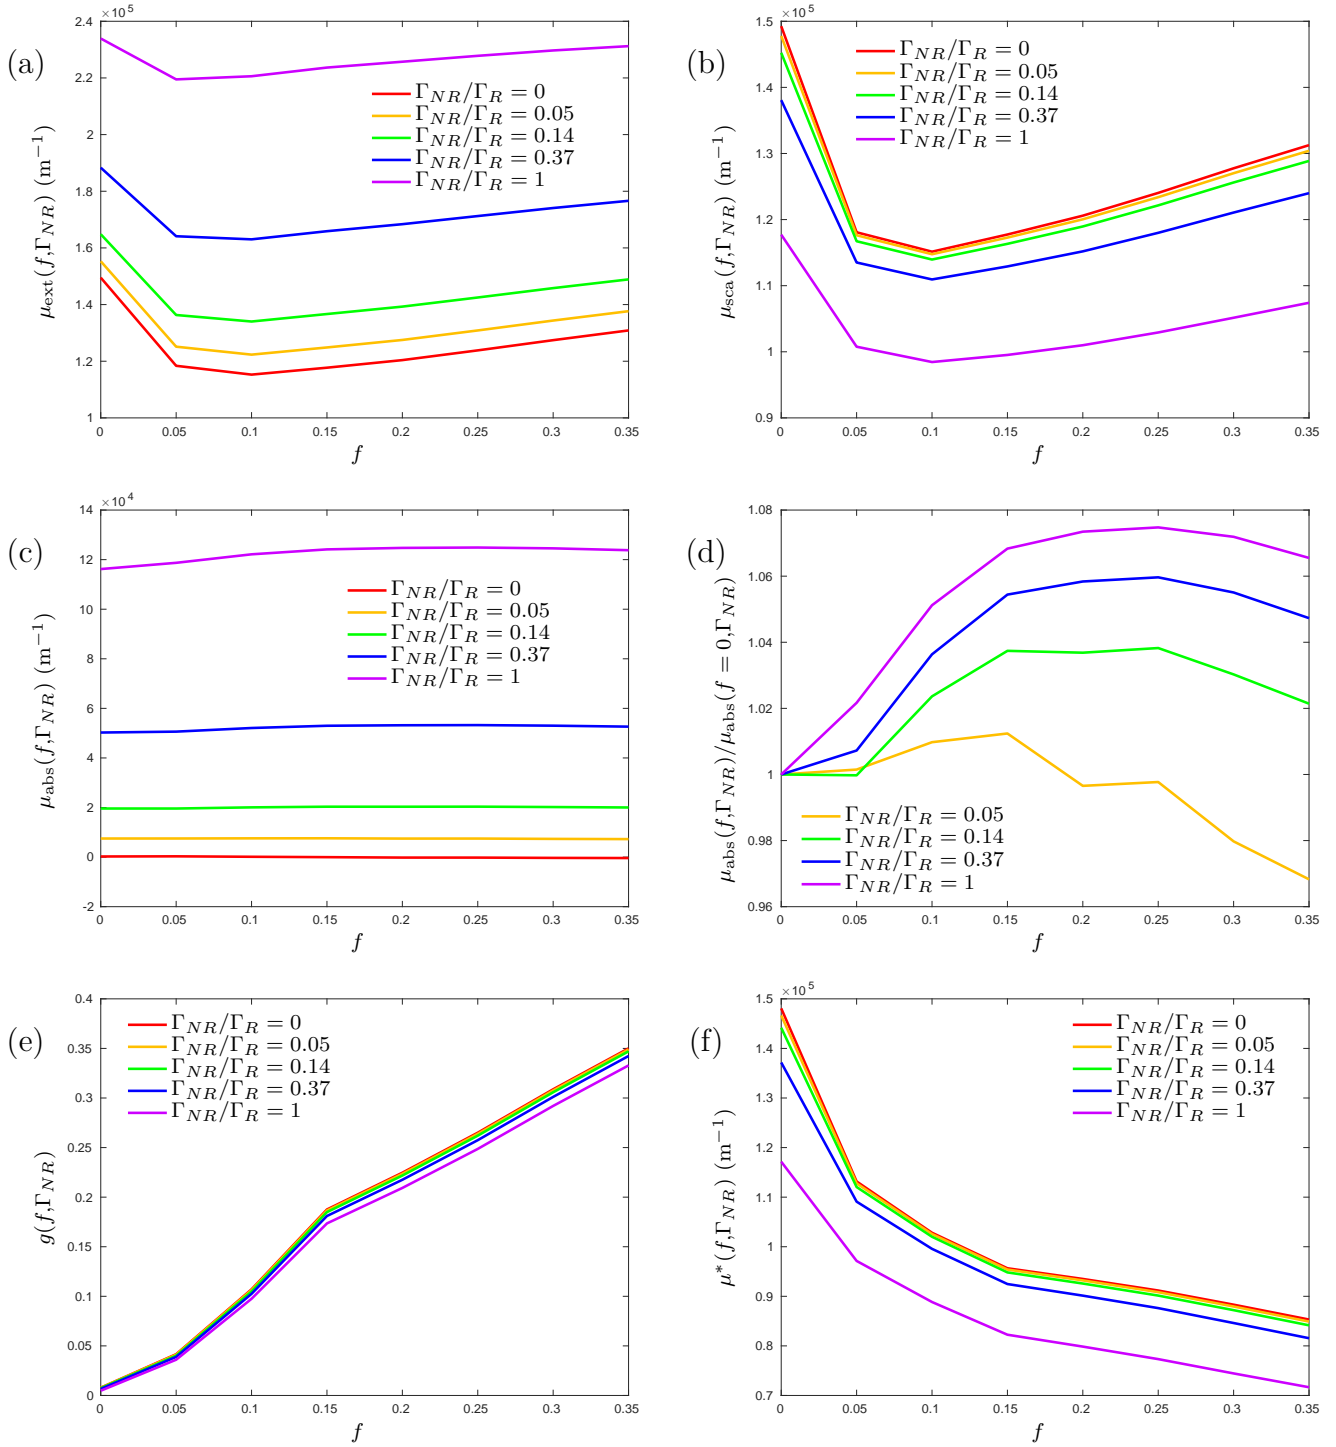 (a)
×10⁵
2.4
2.2
2
1.8
1.6
1.4
1.2
1
0
0.05
0.1
0.15
0.2
0.25
0.3
0.35
f
μext(f,ΓNR) (m⁻¹)
ΓNR/ΓR = 0
ΓNR/ΓR = 0.05
ΓNR/ΓR = 0.14
ΓNR/ΓR = 0.37
ΓNR/ΓR = 1
(b)
×10⁵
1.5
1.4
1.3
1.2
1.1
1
0.9
0
0.05
0.1
0.15
0.2
0.25
0.3
0.35
f
μsca(f,ΓNR) (m⁻¹)
ΓNR/ΓR = 0
ΓNR/ΓR = 0.05
ΓNR/ΓR = 0.14
ΓNR/ΓR = 0.37
ΓNR/ΓR = 1
(c)
×10⁴
14
12
10
8
6
4
2
0
-2
0
0.05
0.1
0.15
0.2
0.25
0.3
0.35
f
μabs(f,ΓNR) (m⁻¹)
ΓNR/ΓR = 0
ΓNR/ΓR = 0.05
ΓNR/ΓR = 0.14
ΓNR/ΓR = 0.37
ΓNR/ΓR = 1
(d)
1.08
1.06
1.04
1.02
1
0.98
0.96
0
0.05
0.1
0.15
0.2
0.25
0.3
0.35
f
μabs(f,ΓNR)/μabs(f = 0,ΓNR)
ΓNR/ΓR = 0.05
ΓNR/ΓR = 0.14
ΓNR/ΓR = 0.37
ΓNR/ΓR = 1
(e)
0.4
0.35
0.3
0.25
0.2
0.15
0.1
0.05
0
0
0.05
0.1
0.15
0.2
0.25
0.3
0.35
f
g(f,ΓNR)
ΓNR/ΓR = 0
ΓNR/ΓR = 0.05
ΓNR/ΓR = 0.14
ΓNR/ΓR = 0.37
ΓNR/ΓR = 1
(f)
×10⁵
1.5
1.4
1.3
1.2
1.1
1
0.9
0.8
0.7
0
0.05
0.1
0.15
0.2
0.25
0.3
0.35
f
μ*(f,ΓNR) (m⁻¹)
ΓNR/ΓR = 0
ΓNR/ΓR = 0.05
ΓNR/ΓR = 0.14
ΓNR/ΓR = 0.37
ΓNR/ΓR = 1